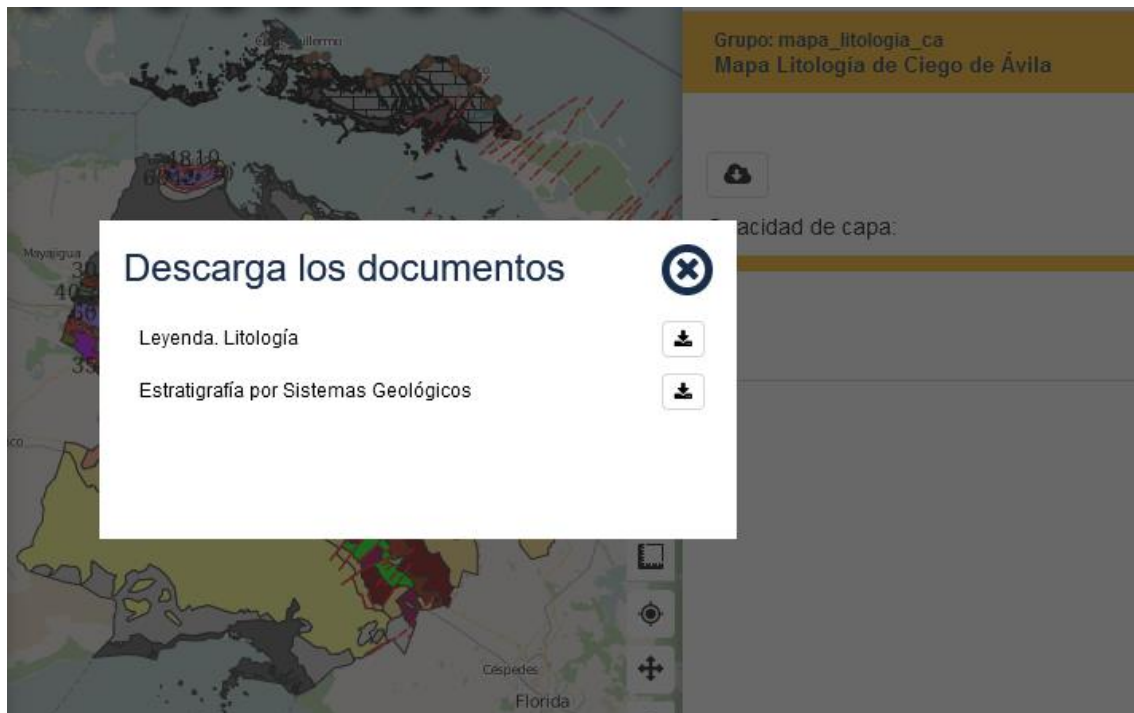 Grupo: mapa_litologia_ca
Mapa Litología de Ciego de Ávila
acidad de capa:
Descarga los documentos
Leyenda. Litología
Estratigrafía por Sistemas Geológicos
Mayajigua
Céspedes
Florida